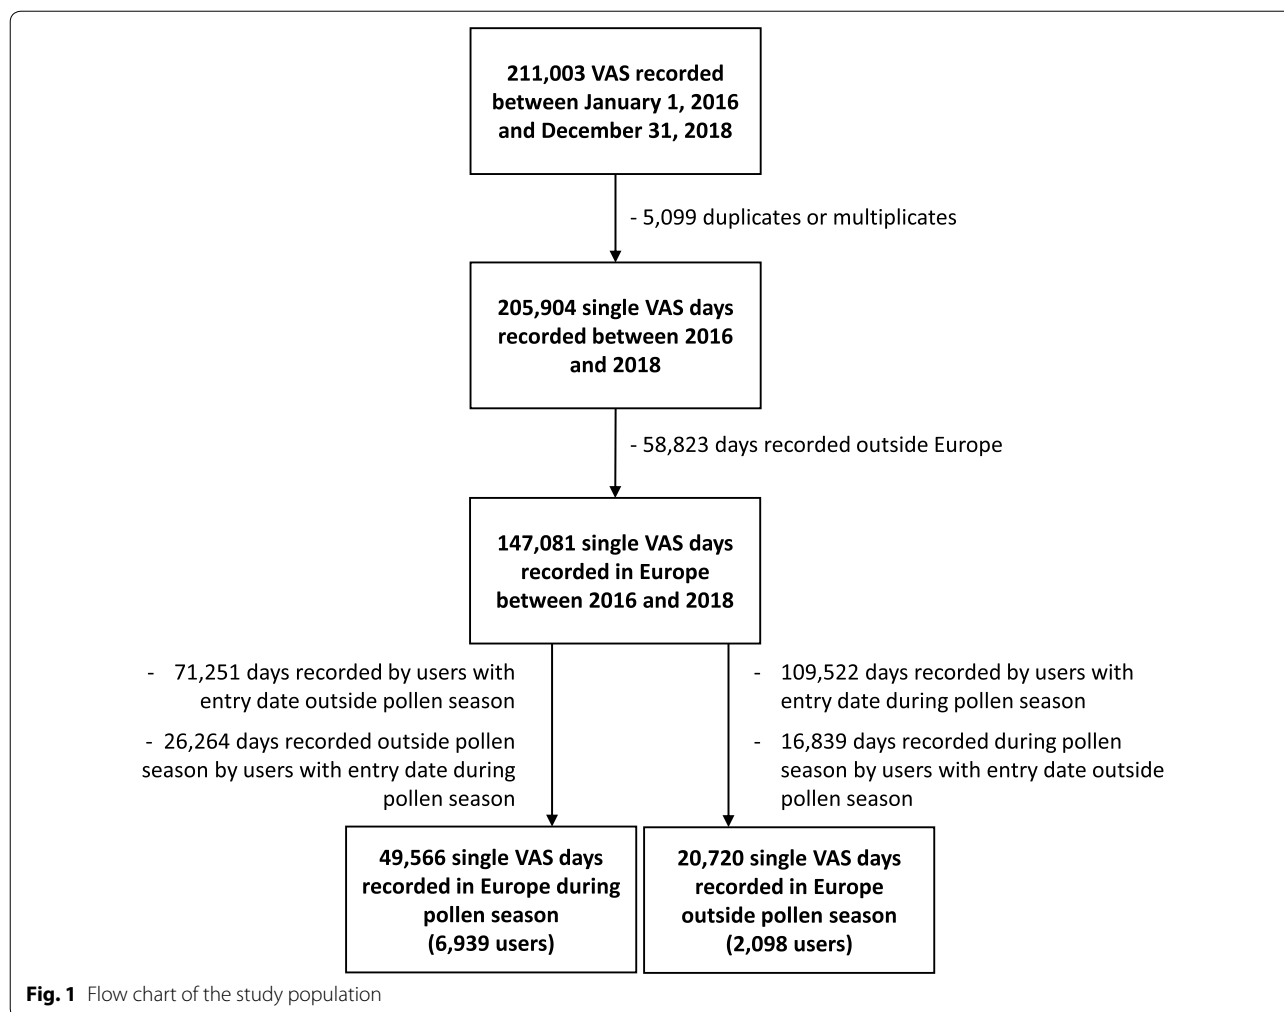 211,003 VAS recorded
between January 1, 2016
and December 31, 2018
- 5,099 duplicates or multiplicates
205,904 single VAS days
recorded between 2016
and 2018
- 58,823 days recorded outside Europe
147,081 single VAS days
recorded in Europe
between 2016 and 2018
- 71,251 days recorded by users with
entry date outside pollen season
- 26,264 days recorded outside pollen
season by users with entry date during
pollen season
- 109,522 days recorded by users with
entry date during pollen season
- 16,839 days recorded during pollen
season by users with entry date outside
pollen season
49,566 single VAS days
recorded in Europe during
pollen season
(6,939 users)
20,720 single VAS days
recorded in Europe
outside pollen season
(2,098 users)
Fig. 1 Flow chart of the study population